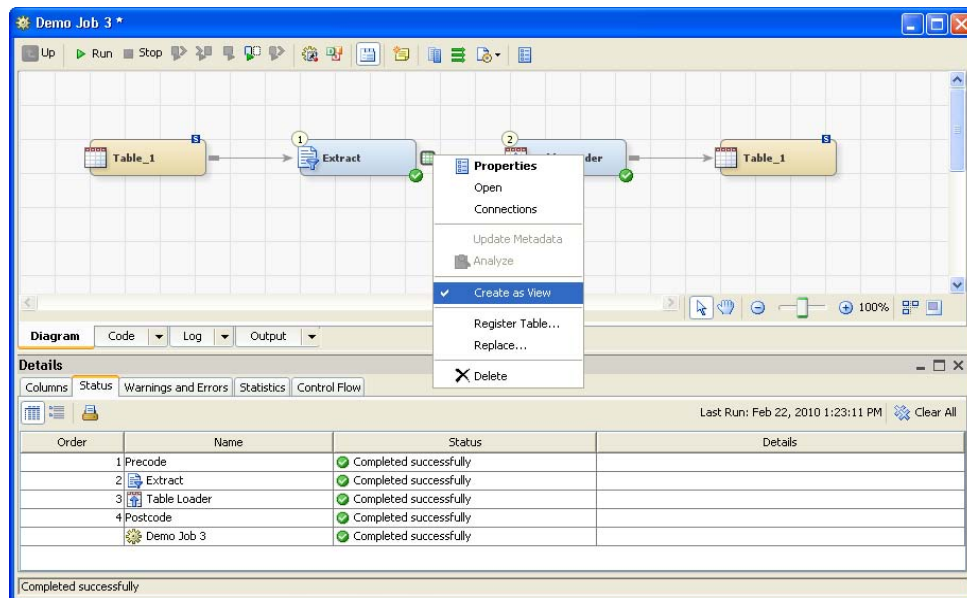 Demo Job 3 *
Up Run Stop
S S
1 2
Table_1 Extract der Table_1
Properties
Open
Connections
Update Metadata
Analyze
Create as View
100%
Register Table...
Replace...
Delete
Diagram Code Log Output
Details
Columns Status Warnings and Errors Statistics Control Flow
Last Run: Feb 22, 2010 1:23:11 PM Clear All
Order Name Status Details
1 Precode Completed successfully
2 Extract Completed successfully
3 Table Loader Completed successfully
4 Postcode Completed successfully
Demo Job 3 Completed successfully
Completed successfully